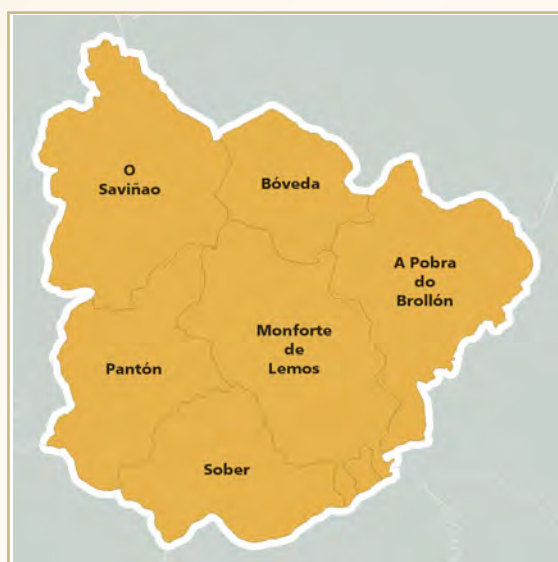 O
Saviñao
Bóveda
A Pobra
do
Brollón
Monforte
de
Lemos
Pantón
Sober